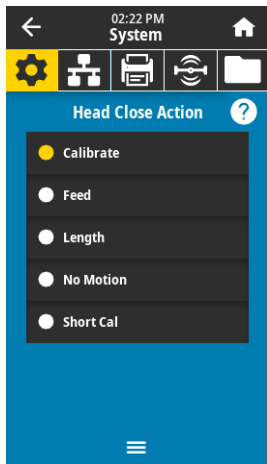 02:22 PM
System
Head Close Action
?
Calibrate
Feed
Length
No Motion
Short Cal